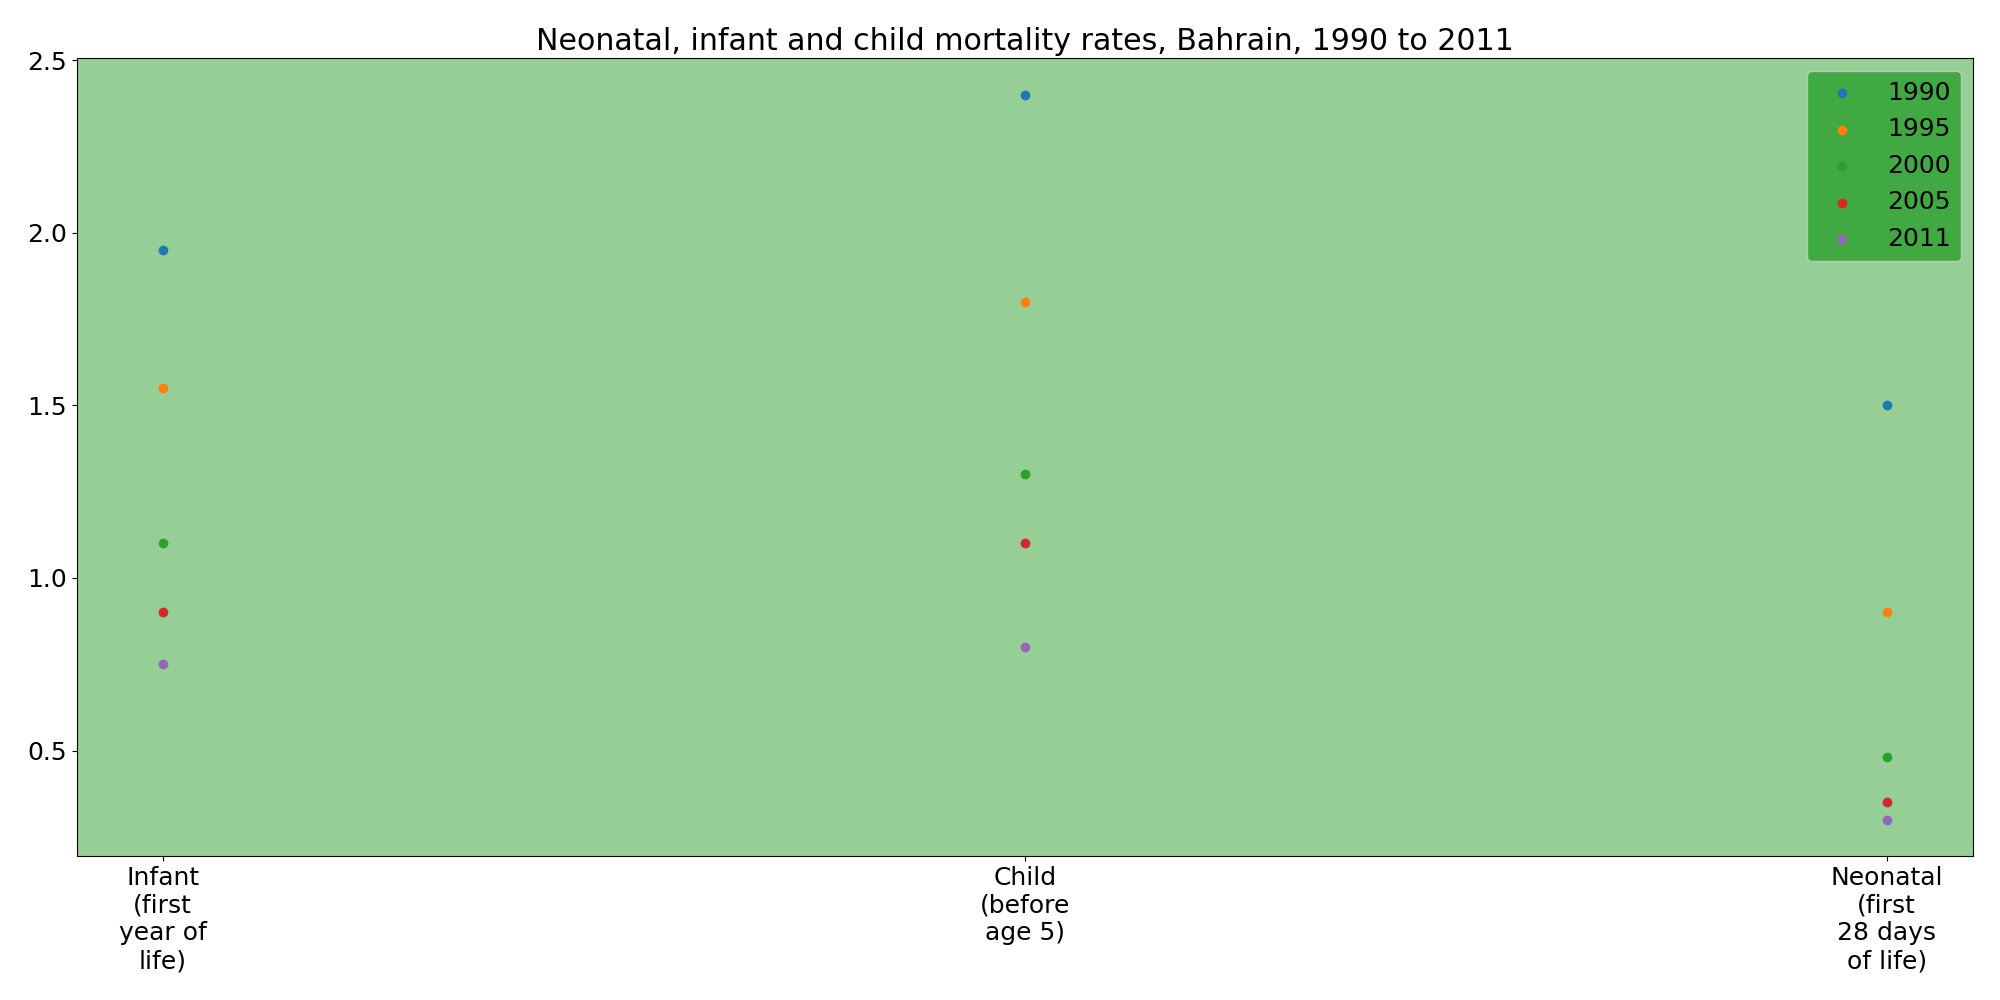 Neonatal, infant and child mortality rates, Bahrain, 1990 to 2011
2.5
2.0
1.5
1.0
0.5
1990
1995
2000
2005
2011
Infant
(first
year of
life)
Child
(before
age 5)
Neonatal
(first
28 days
of life)